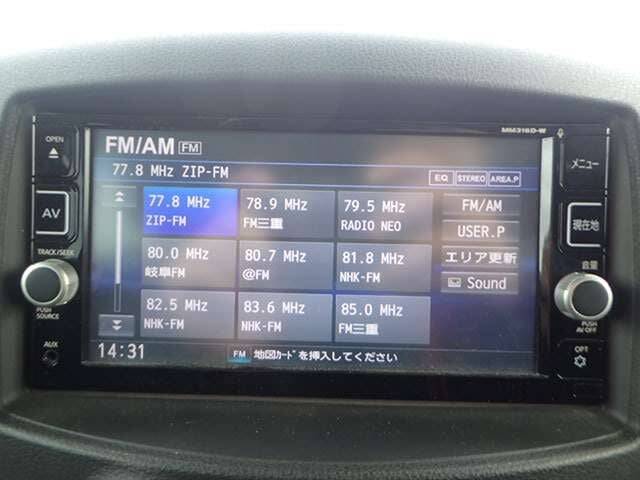 MM316D-W
OPEN
FM/AM FM
メニュー
77.8 MHz ZIP-FM
EQ STEREO AREA.P
AV
77.8 MHz
ZIP-FM
78.9 MHz
FM三重
79.5 MHz
RADIO NEO
FM/AM
現在地
USER.P
TRACK/SEEK
80.0 MHz
岐阜FM
80.7 MHz
@FM
81.8 MHz
NHK-FM
エリア更新
音量
Sound
PUSH
SOURCE
82.5 MHz
NHK-FM
83.6 MHz
NHK-FM
85.0 MHz
FM三重
PUSH
AV OFF
AUX
14:31
FM 地図ｶｰﾄﾞを挿入してください
OPT